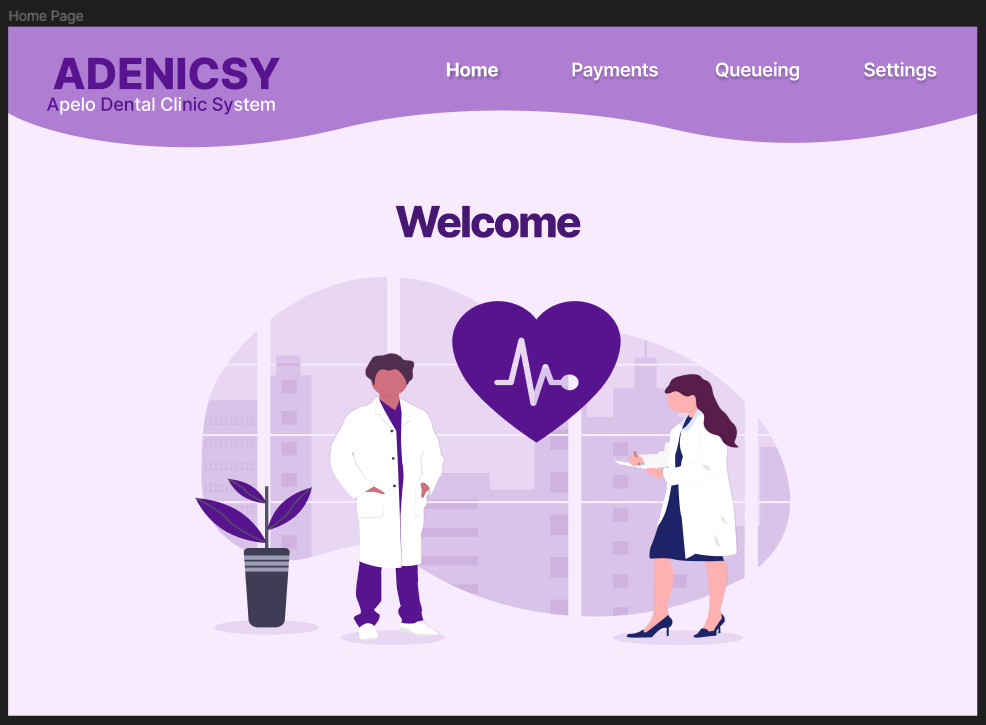 Home Page
ADENICSY
Apelo Dental Clinic System
Home Payments Queueing Settings
Welcome